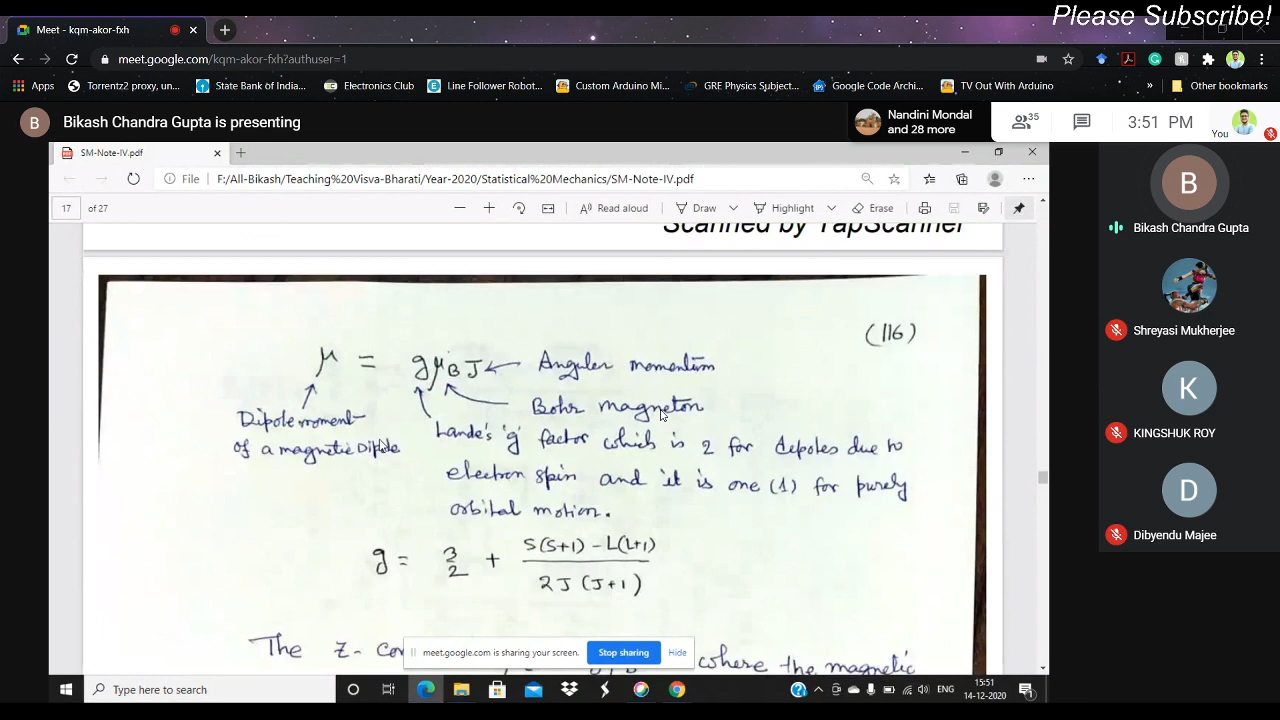 Please Subscribe!
Meet - kqm-akor-fxh
meet.google.com/kqm-akor-fxh?authuser=1
Apps
Torrentz2 proxy, un...
State Bank of India...
Electronics Club
Line Follower Robot...
Custom Arduino Mi...
GRE Physics Subject...
Google Code Archi...
TV Out With Arduino
»
Other bookmarks
B
Bikash Chandra Gupta is presenting
Nandini Mondal
and 28 more
35
3:51 PM
You
SM-Note-IV.pdf
File
F:/All-Bikash/Teaching%20Visva-Bharati/Year-2020/Statistical%20Mechanics/SM-Note-IV.pdf
17 of 27
Read aloud
Draw
Highlight
Erase
Scanned by TapScanner
(116)
μ = gμ_B J ← Angular momentum
Bohr magneton
Dipole moment
of a magnetic Dipole
Lande's 'g' factor which is 2 for depoles due to
electron spin and it is one (1) for purely
orbital motion.
g = 3/2 + S(S+1) - L(L+1) / 2J(J+1)
The z-
where the magnetic
meet.google.com is sharing your screen.
Stop sharing
Hide
B
Bikash Chandra Gupta
Shreyasi Mukherjee
K
KINGSHUK ROY
D
Dibyendu Majee
Type here to search
ENG
15:51
14-12-2020
1